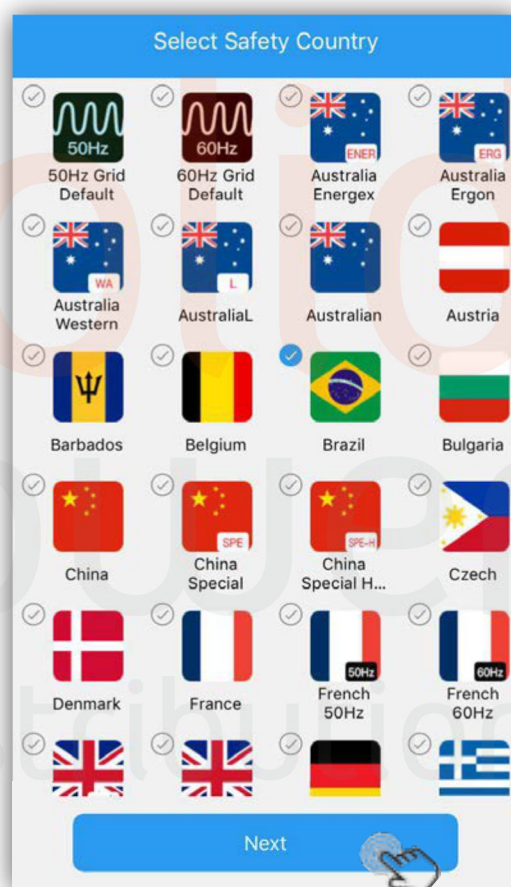 Select Safety Country
50Hz
60Hz
ENER
ERG
50Hz Grid
Default
60Hz Grid
Default
Australia
Energex
Australia
Ergon
WA
L
Australia
Western
AustraliaL
Australian
Austria
Barbados
Belgium
Brazil
Bulgaria
SPE
SPE-H
China
China
Special
China
Special H...
Czech
50Hz
60Hz
Denmark
France
French
50Hz
French
60Hz
Next